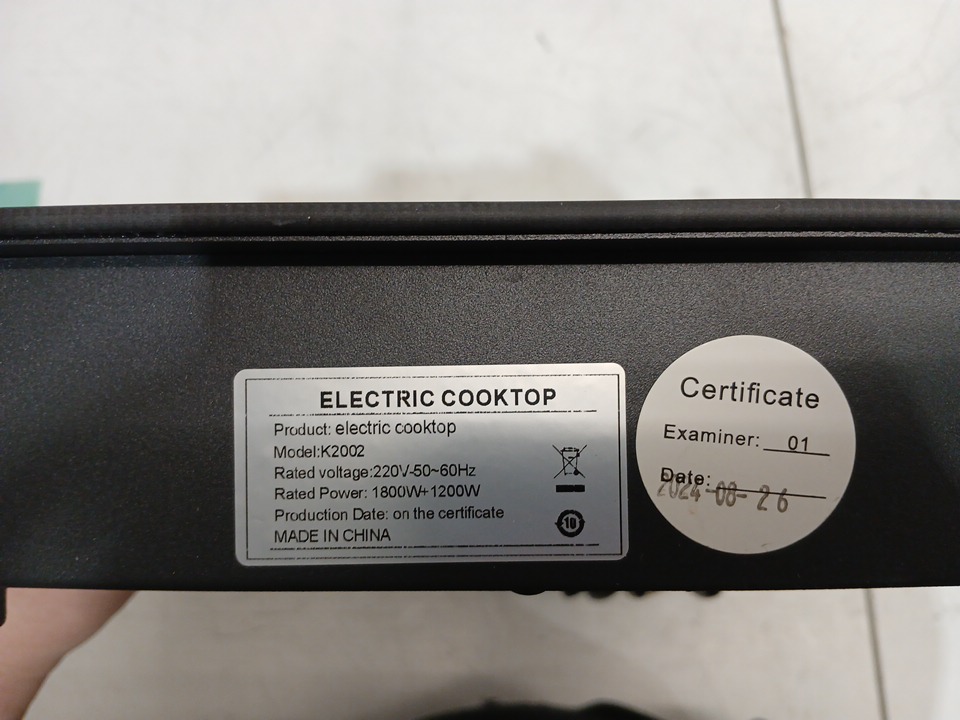 ELECTRIC COOKTOP
Product: electric cooktop
Model:K2002
Rated voltage:220V-50~60Hz
Rated Power: 1800W+1200W
Production Date: on the certificate
MADE IN CHINA
10
Certificate
Examiner: 01
Date:
2024-08-26